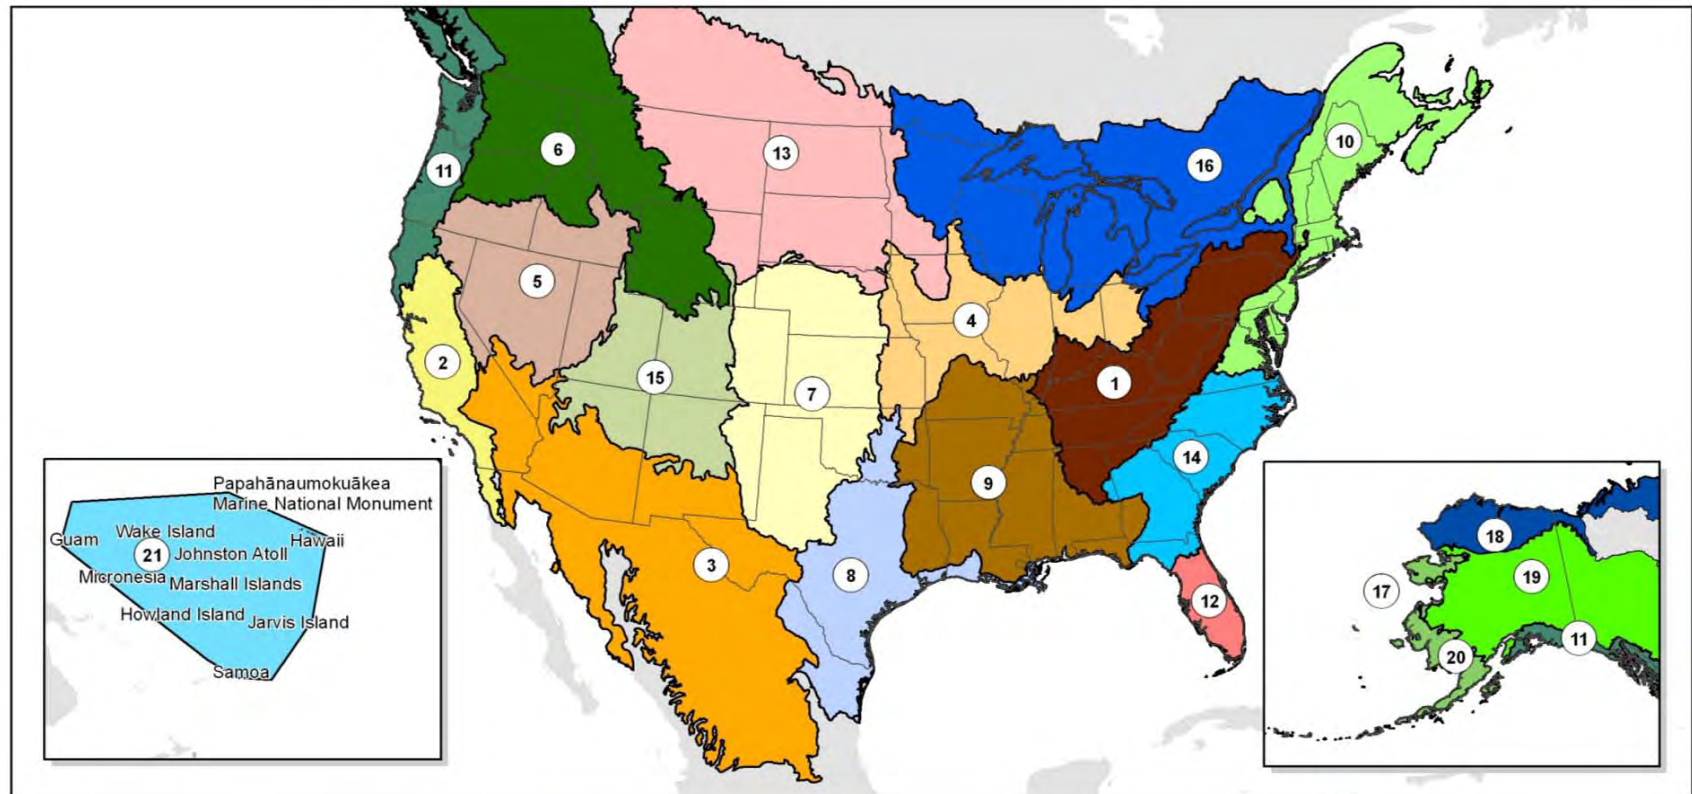 6
13
11
16
10
5
4
2
15
7
1
14
9
3
8
12
Papahānaumokuākea
Marine National Monument
Guam
Wake Island
Hawaii
21
Johnston Atoll
Micronesia
Marshall Islands
Howland Island
Jarvis Island
Samoa
18
17
19
11
20